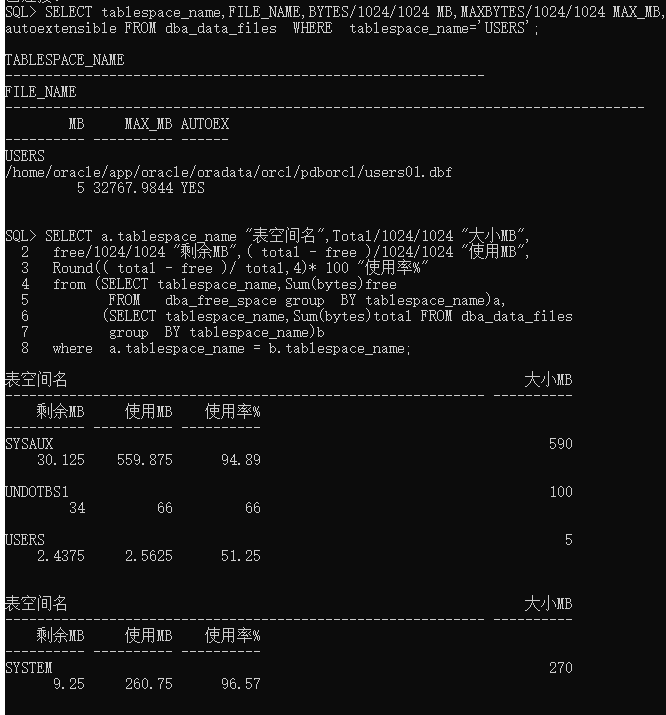 SQL> SELECT tablespace_name,FILE_NAME,BYTES/1024/1024 MB,MAXBYTES/1024/1024 MAX_MB,
autoextensible FROM dba_data_files  WHERE  tablespace_name='USERS';
TABLESPACE_NAME
------------------------------------------------------------
FILE_NAME
--------------------------------------------------------------------------------
        MB     MAX_MB AUTOEX
---------- ---------- ------
USERS
/home/oracle/app/oracle/oradata/orcl/pdborcl/users01.dbf
         5 32767.9844 YES
SQL> SELECT a.tablespace_name "表空间名",Total/1024/1024 "大小MB",
  2   free/1024/1024 "剩余MB",( total - free )/1024/1024 "使用MB",
  3   Round(( total - free )/ total,4)* 100 "使用率%"
  4   from (SELECT tablespace_name,Sum(bytes)free
  5          FROM   dba_free_space group  BY tablespace_name)a,
  6         (SELECT tablespace_name,Sum(bytes)total FROM dba_data_files
  7          group  BY tablespace_name)b
  8   where  a.tablespace_name = b.tablespace_name;
表空间名                                                         大小MB
------------------------------------------------------------ ----------
    剩余MB     使用MB    使用率%
---------- ---------- ----------
SYSAUX                                                              590
    30.125    559.875      94.89
UNDOTBS1                                                            100
        34         66         66
USERS                                                                 5
    2.4375     2.5625      51.25
表空间名                                                         大小MB
------------------------------------------------------------ ----------
    剩余MB     使用MB    使用率%
---------- ---------- ----------
SYSTEM                                                              270
      9.25     260.75      96.57